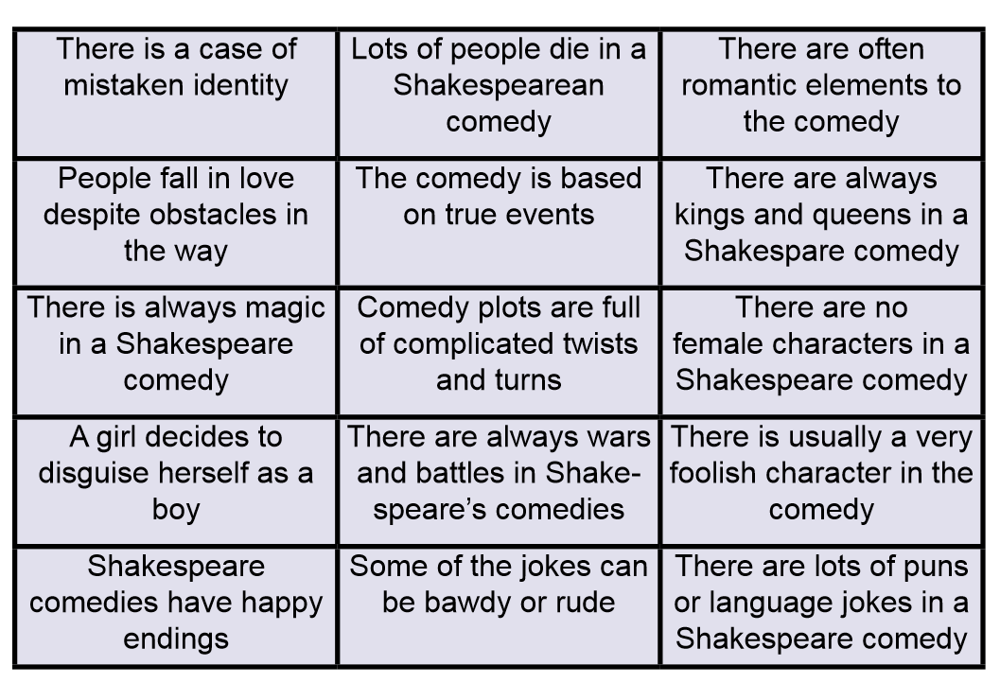 There is a case of
mistaken identity
Lots of people die in a
Shakespearean
comedy
There are often
romantic elements to
the comedy
People fall in love
despite obstacles in
the way
The comedy is based
on true events
There are always
kings and queens in a
Shakespare comedy
There is always magic
in a Shakespeare
comedy
Comedy plots are full
of complicated twists
and turns
There are no
female characters in a
Shakespeare comedy
A girl decides to
disguise herself as a
boy
There are always wars
and battles in Shake-
speare’s comedies
There is usually a very
foolish character in the
comedy
Shakespeare
comedies have happy
endings
Some of the jokes can
be bawdy or rude
There are lots of puns
or language jokes in a
Shakespeare comedy